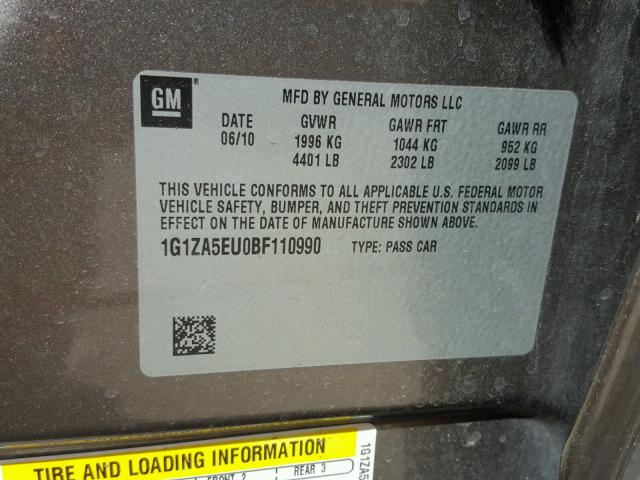 GM®
MFD BY GENERAL MOTORS LLC
DATE GVWR GAWR FRT GAWR RR
06/10 1996 KG 1044 KG 952 KG
4401 LB 2302 LB 2099 LB
THIS VEHICLE CONFORMS TO ALL APPLICABLE U.S. FEDERAL MOTOR
VEHICLE SAFETY, BUMPER, AND THEFT PREVENTION STANDARDS IN
EFFECT ON THE DATE OF MANUFACTURE SHOWN ABOVE.
1G1ZA5EU0BF110990 TYPE: PASS CAR
TIRE AND LOADING INFORMATION
FRONT 2 REAR 3
1G1ZA5